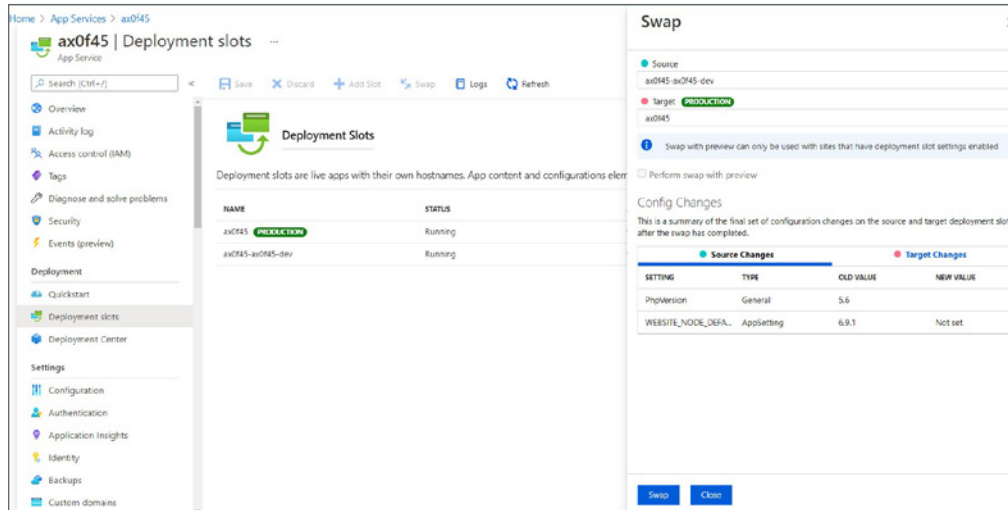 Home > App Services > ax0f45
ax0f45 | Deployment slots ...
App Service
Search (Ctrl+/)
«
Overview
Activity log
Access control (IAM)
Tags
Diagnose and solve problems
Security
Events (preview)
Deployment
Quickstart
Deployment slots
Deployment Center
Settings
Configuration
Authentication
Application Insights
Identity
Backups
Custom domains
Save Discard Add Slot Swap Logs Refresh
Deployment Slots
Deployment slots are live apps with their own hostnames. App content and configurations elem
NAME STATUS
ax0f45 PRODUCTION Running
ax0f45-ax0f45-dev Running
Swap
Source
ax0f45-ax0f45-dev
Target PRODUCTION
ax0f45
Swap with preview can only be used with sites that have deployment slot settings enabled
Perform swap with preview
Config Changes
This is a summary of the final set of configuration changes on the source and target deployment slot
after the swap has completed.
Source Changes Target Changes
SETTING TYPE OLD VALUE NEW VALUE
PhpVersion General 5.6
WEBSITE_NODE_DEFA... AppSetting 6.9.1 Not set
Swap Close